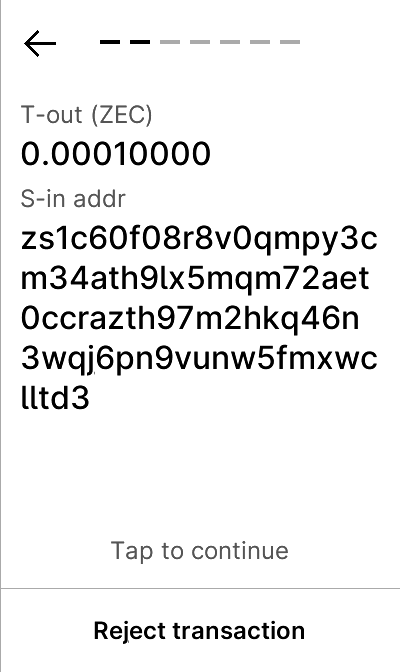 T-out (ZEC)
0.00010000
S-in addr
zs1c60f08r8v0qmpy3c
m34ath9lx5mqm72aet
0ccrazth97m2hkq46n
3wqj6pn9vunw5fmxwc
lltd3
Tap to continue
Reject transaction